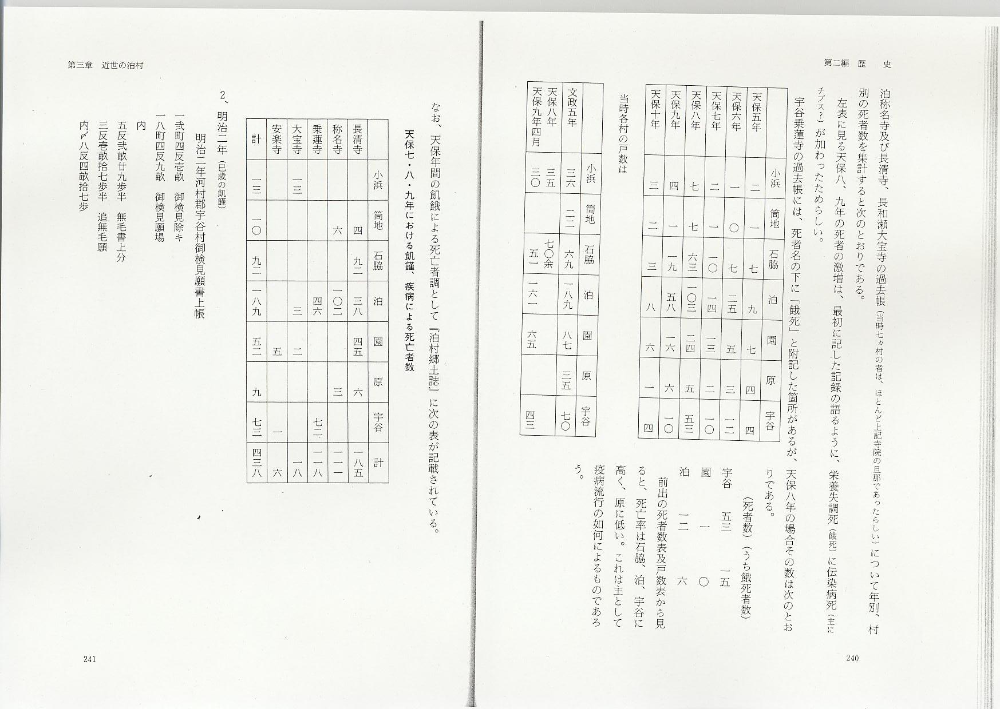 第二編　歴　史
泊称名寺及び長清寺、長和瀬大宝寺の過去帳（当時七ヵ村の者は、ほとんど上記寺院の旦那であったらしい）について年別、村
別の死者数を集計すると次のとおりである。
左表に見る天保八、九年の死者の激増は、最初に記した記録の語るように、栄養失調死（餓死）に伝染病死（主に
チブス？）が加わったためらしい。
宇谷乗蓮寺の過去帳には、死者名の下に「餓死」と附記した箇所があるが、天保八年の場合その数は次のとお
りである。
小浜　筒地　石脇　泊　園　原　宇谷
天保五年　二　一　七　九　七　四　四
天保六年　一　〇　七　二五　五　三　一二
天保七年　二　一　一〇　一四　一三　二　一〇
天保八年　七　七　六三　一〇三　二四　五　五三
天保九年　四　一　一九　五八　一六　六　一〇
天保十年　三　二　三　八　六　一　四
（死者数）（うち餓死者数）
宇谷　五三　一五
園　一　〇
泊　一二　六
当時各村の戸数は
小浜　筒地　石脇　泊　園　原　宇谷
文政五年　三六　二二　六九　一八九　八七　三五　七〇
天保八年　三五　七〇余
天保九年四月　三〇　五一　一六一　六五　四三
前出の死者数表及戸数表から見
ると、死亡率は石脇、泊、宇谷に
高く、原に低い。これは主として
疫病流行の如何によるものであろ
う。
240
第三章　近世の泊村
なお、天保年間の飢餓による死亡者調として『泊村郷土誌』に次の表が記載されている。
天保七・八・九年における飢饉、疾病による死亡者数
小浜　筒地　石脇　泊　園　原　宇谷　計
長清寺　四　九二　三八　四五　六　一八五
称名寺　六　一〇二　三　一一一
乗蓮寺　四六　七二　一一八
大宝寺　一三　三　二　一八
安楽寺　五　一　六
計　一三　一〇　九二　一八九　五二　九　七三　四三八
2、明治二年（巳歳の飢饉）
明治二年河村郡宇谷村御検見願書上帳
一弐町四反壱畝　御検見除キ
一八町四反九畝　御検見願場
内
五反弐畝廿九歩半　無毛書上分
三反壱畝拾七歩半　追無毛願
内〆八反四畝拾七歩
241